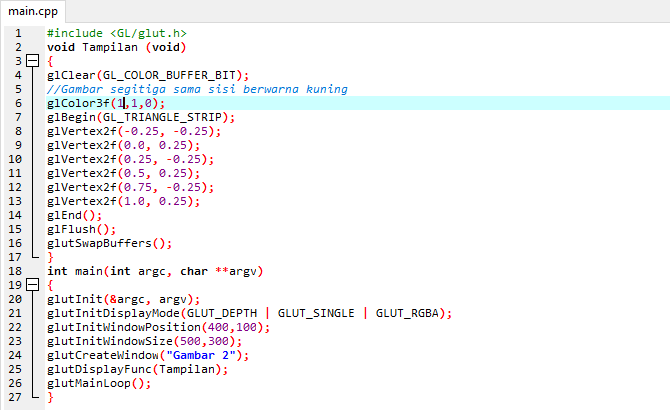 main.cpp
1 #include <GL/glut.h>
2 void Tampilan (void)
3 {
4 glClear(GL_COLOR_BUFFER_BIT);
5 //Gambar segitiga sama sisi berwarna kuning
6 glColor3f(1,1,0);
7 glBegin(GL_TRIANGLE_STRIP);
8 glVertex2f(-0.25, -0.25);
9 glVertex2f(0.0, 0.25);
10 glVertex2f(0.25, -0.25);
11 glVertex2f(0.5, 0.25);
12 glVertex2f(0.75, -0.25);
13 glVertex2f(1.0, 0.25);
14 glEnd();
15 glFlush();
16 glutSwapBuffers();
17 }
18 int main(int argc, char **argv)
19 {
20 glutInit(&argc, argv);
21 glutInitDisplayMode(GLUT_DEPTH | GLUT_SINGLE | GLUT_RGBA);
22 glutInitWindowPosition(400,100);
23 glutInitWindowSize(500,300);
24 glutCreateWindow("Gambar 2");
25 glutDisplayFunc(Tampilan);
26 glutMainLoop();
27 }